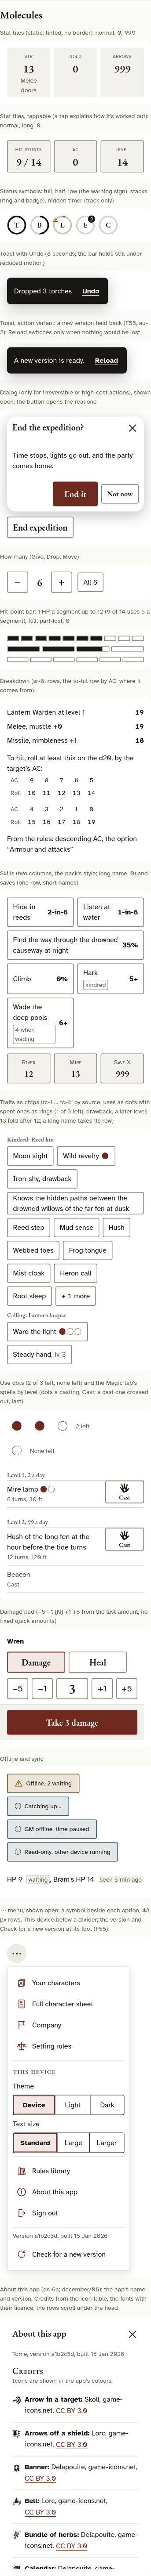 Molecules
Stat tiles (static: tinted, no border): normal, 0, 999
STR
13
Melee
doors
GOLD
0
ARROWS
999
Stat tiles, tappable (a tap explains how it's worked out):
normal, long, 0
HIT POINTS
9 / 14
AC
0
LEVEL
14
Status symbols: full, half, low (the warning sign), stacks
(ring and badge), hidden timer (track only)
T
B
L
E
2
C
Toast with Undo (8 seconds; the bar holds still under
reduced motion)
Dropped 3 torches Undo
Toast, action variant: a new version held back (F55, au-
2); Reload switches only when nothing would be lost
A new version is ready. Reload
Dialog (only for irreversible or high-cost actions), shown
open; the button opens the real one
End the expedition?
Time stops, lights go out, and the party
comes home.
End it
Not now
End expedition
How many (Give, Drop, Move)
− 6 + All 6
Hit-point bar: 1 HP a segment up to 12 (9 of 14 uses 5 a
segment), full, part-lost, 0
Breakdown (sr-6: rows, the to-hit row by AC, where it
comes from)
Lantern Warden at level 1 19
Melee, muscle +0 19
Missile, nimbleness +1 18
To hit, roll at least this on the d20, by the
target's AC:
AC 9 8 7 6 5
Roll 10 11 12 13 14
AC 4 3 2 1 0
Roll 15 16 17 18 19
From the rules: descending AC, the option
"Armour and attacks"
Skills (two columns, the pack's style; long name, 0) and
saves (one row, short names)
Hide in
reeds
2-in-6
Listen at
water
1-in-6
Find the way through the drowned
causeway at night
35%
Climb 0%
Hark
kindred
5+
Wade the
deep pools
4 when
wading
6+
REIVER
12
MIRE
13
SAVE X
999
Traits as chips (tc-1 … tc-4: by source, uses as dots with
spent ones as rings (1 of 3 left), drawback, a later level,
13 fold after 12; a long name takes its row)
Kindred: Reed kin
Moon sight
Wild revelry
Iron-shy, drawback
Knows the hidden paths between the
drowned willows of the far fen at dusk
Reed step
Mud sense
Hush
Webbed toes
Frog tongue
Mist cloak
Heron call
Root sleep
+ 1 more
Calling: Lantern keeper
Ward the light
Steady hand, lvl 3
Use dots (2 of 3 left, none left) and the Magic tab's
spells by level (dots a casting, Cast; a cast one crossed
out, last)
2 left
None left
Level 1, 2 a day
Mire lamp
6 turns, 30 ft
Cast
Level 2, 99 a day
Hush of the long fen at the
hour before the tide turns
12 turns, 120 ft
Cast
Beacon
Cast
Damage pad (−5 −1 [N] +1 +5 from the last amount; no
fixed quick amounts)
Wren
Damage
Heal
−5 −1 3 +1 +5
Take 3 damage
Offline and sync
Offline, 2 waiting
Catching up…
GM offline, time paused
Read-only, other device running
HP 9 waiting, Bram's HP 14 seen 5 min ago
⋯ menu, shown open: a symbol beside each option, 48
px rows, This device below a divider; the version and
Check for a new version at its foot (F55)
Your characters
Full character sheet
Company
Setting rules
THIS DEVICE
Theme
Device
Light
Dark
Text size
Standard
Large
Larger
Rules library
About this app
Sign out
Version a1b2c3d, built 15 Jan 2026
Check for a new version
About this app (ds-6a; december/08): the app's name
and version, Credits from the icon table, the fonts with
their licence; the rows scroll under the head
About this app
Tome, version a1b2c3d, built 15 Jan 2026
CREDITS
Icons are shown in the app's colours.
Arrow in a target: Skoll, game-
icons.net, CC BY 3.0
Arrows off a shield: Lorc, game-
icons.net, CC BY 3.0
Banner: Delapouite, game-icons.net,
CC BY 3.0
Bell: Lorc, game-icons.net,
CC BY 3.0
Bundle of herbs: Delapouite, game-
icons.net, CC BY 3.0
Calendar: Delapouite, game-